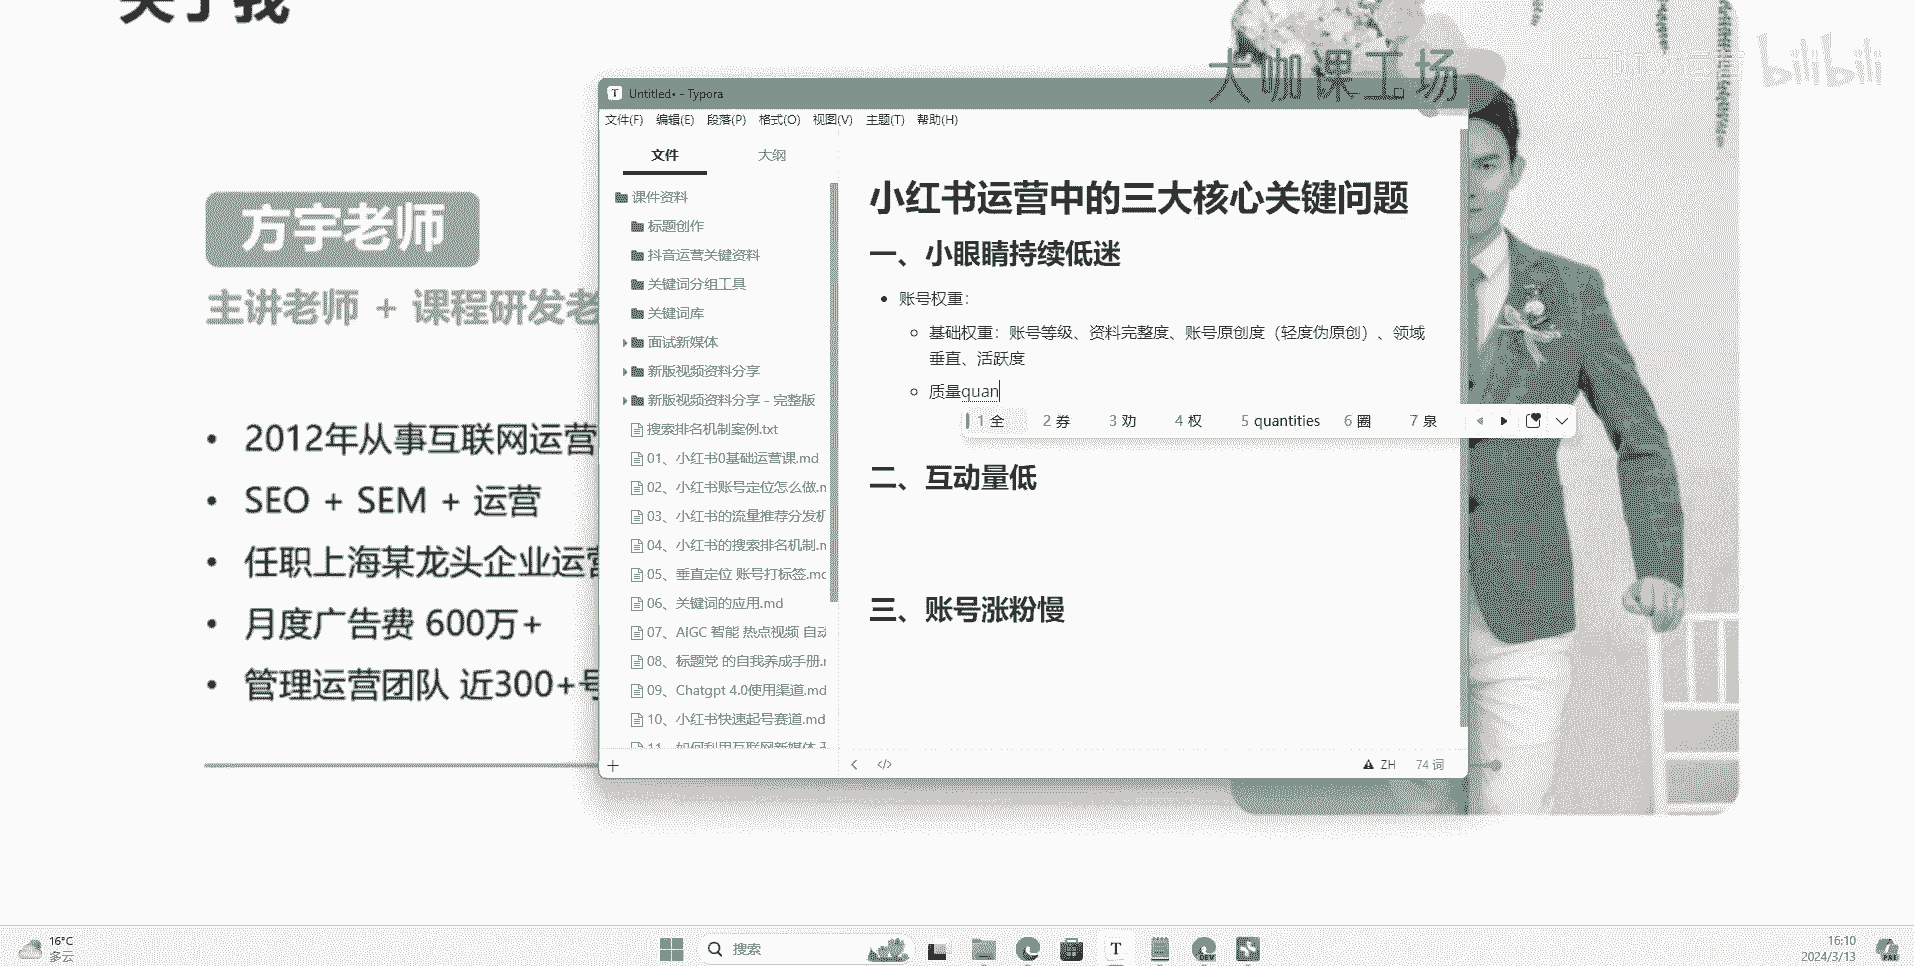 关于我
大咖课工场
bilibili
方宇老师
主讲老师 + 课程研发老
• 2012年从事互联网运营
• SEO + SEM + 运营
• 任职上海某龙头企业运营
• 月度广告费 600万+
• 管理运营团队 近300+号
Untitled• - Typora
文件(F) 编辑(E) 段落(P) 格式(O) 视图(V) 主题(T) 帮助(H)
文件 大纲
课件资料
标题创作
抖音运营关键资料
关键词分组工具
关键词库
面试新媒体
新版视频资料分享
新版视频资料分享 - 完整版
搜索排名机制案例.txt
01、小红书0基础运营课.md
02、小红书账号定位怎么做.m
03、小红书的流量推荐分发机
04、小红书的搜索排名机制.m
05、垂直定位 账号打标签.mc
06、关键词的应用.md
07、AIGC 智能 热点视频 自动
08、标题党 的自我养成手册.r
09、Chatgpt 4.0使用渠道.md
10、小红书快速起号赛道.md
11、如何利用互联网新媒体
小红书运营中的三大核心关键问题
一、小眼睛持续低迷
• 账号权重：
基础权重：账号等级、资料完整度、账号原创度（轻度伪原创）、领域
垂直、活跃度
质量quan
1 全 2 券 3 劝 4 权 5 quantities 6 圈 7 泉
二、互动量低
三、账号涨粉慢
ZH 74 词
16°C
多云
搜索
T
DEV
16:10
2024/3/13